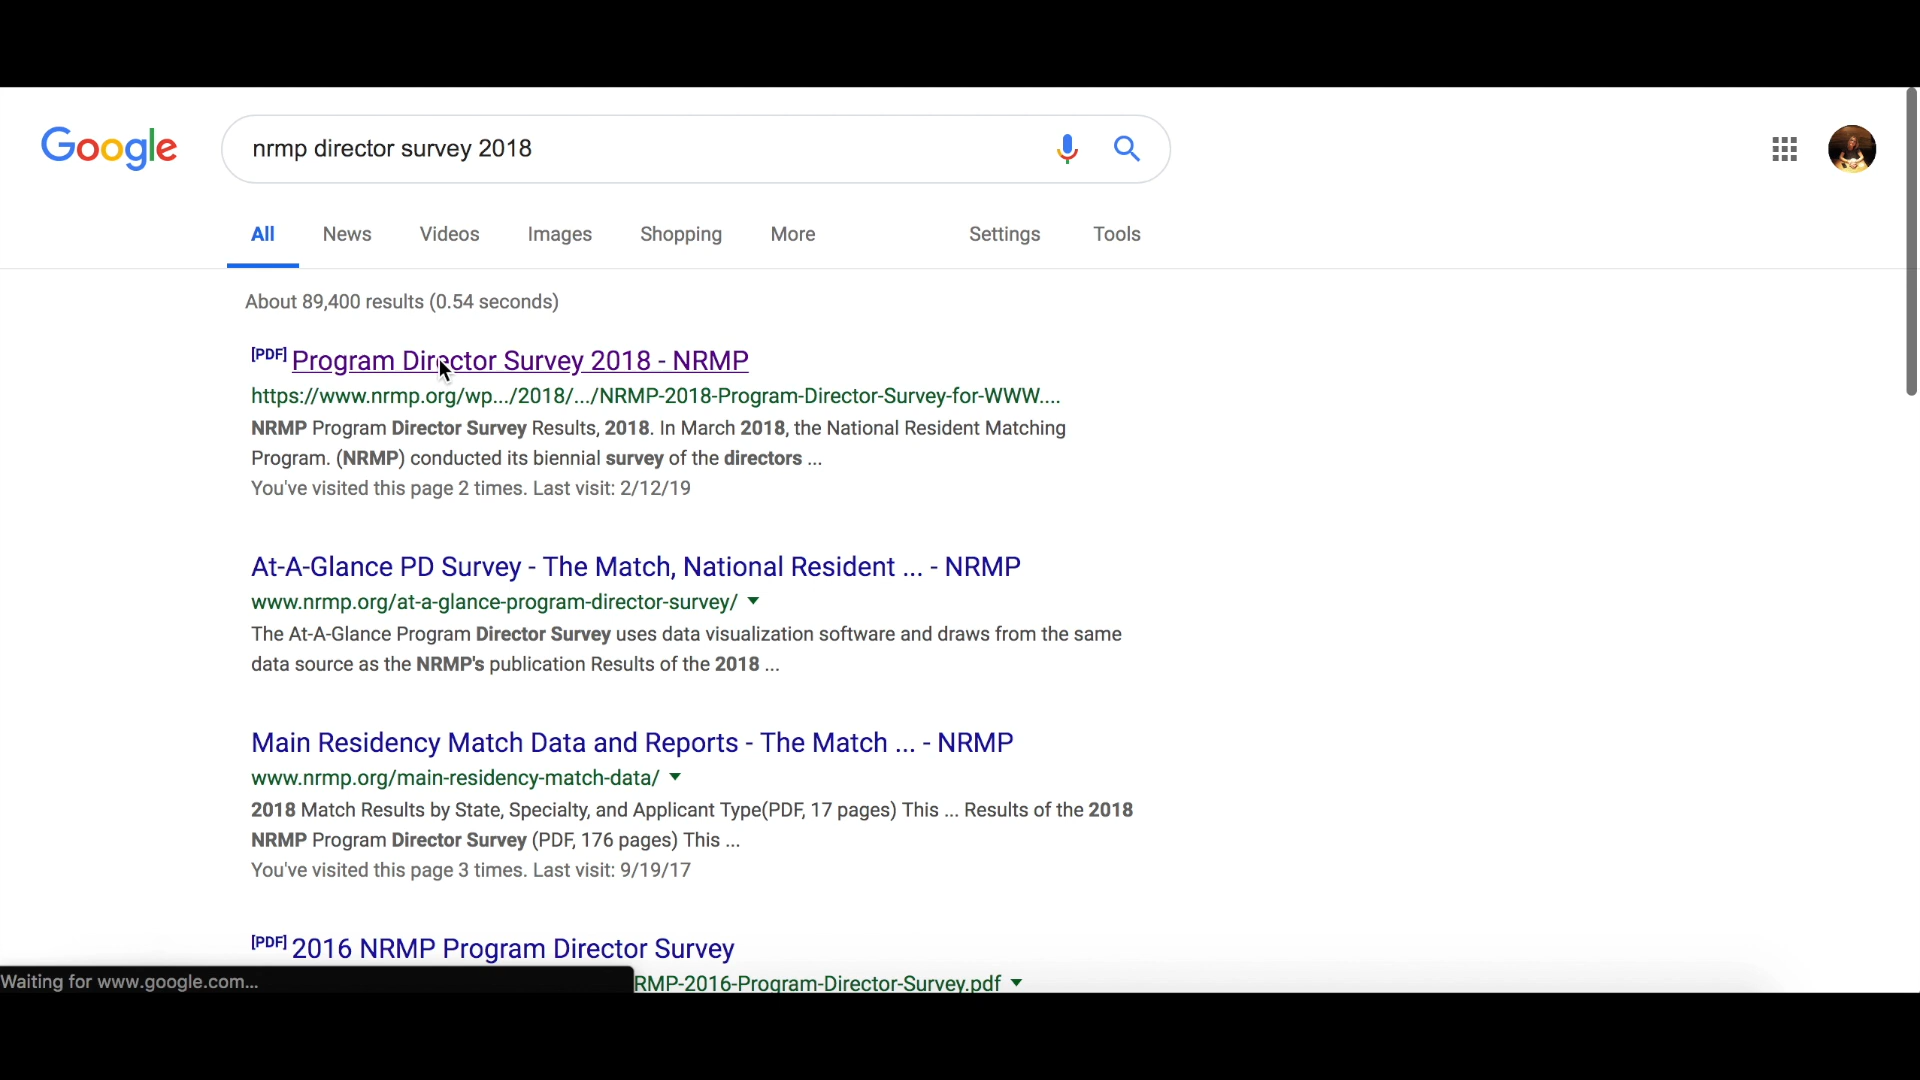 Google
nrmp director survey 2018
All News Videos Images Shopping More Settings Tools
About 89,400 results (0.54 seconds)
[PDF] Program Director Survey 2018 - NRMP
https://www.nrmp.org/wp.../2018/.../NRMP-2018-Program-Director-Survey-for-WWW....
NRMP Program Director Survey Results, 2018. In March 2018, the National Resident Matching
Program. (NRMP) conducted its biennial survey of the directors ...
You've visited this page 2 times. Last visit: 2/12/19
At-A-Glance PD Survey - The Match, National Resident ... - NRMP
www.nrmp.org/at-a-glance-program-director-survey/
The At-A-Glance Program Director Survey uses data visualization software and draws from the same
data source as the NRMP's publication Results of the 2018 ...
Main Residency Match Data and Reports - The Match ... - NRMP
www.nrmp.org/main-residency-match-data/
2018 Match Results by State, Specialty, and Applicant Type(PDF, 17 pages) This ... Results of the 2018
NRMP Program Director Survey (PDF, 176 pages) This ...
You've visited this page 3 times. Last visit: 9/19/17
[PDF] 2016 NRMP Program Director Survey
Waiting for www.google.com... RMP-2016-Program-Director-Survey.pdf